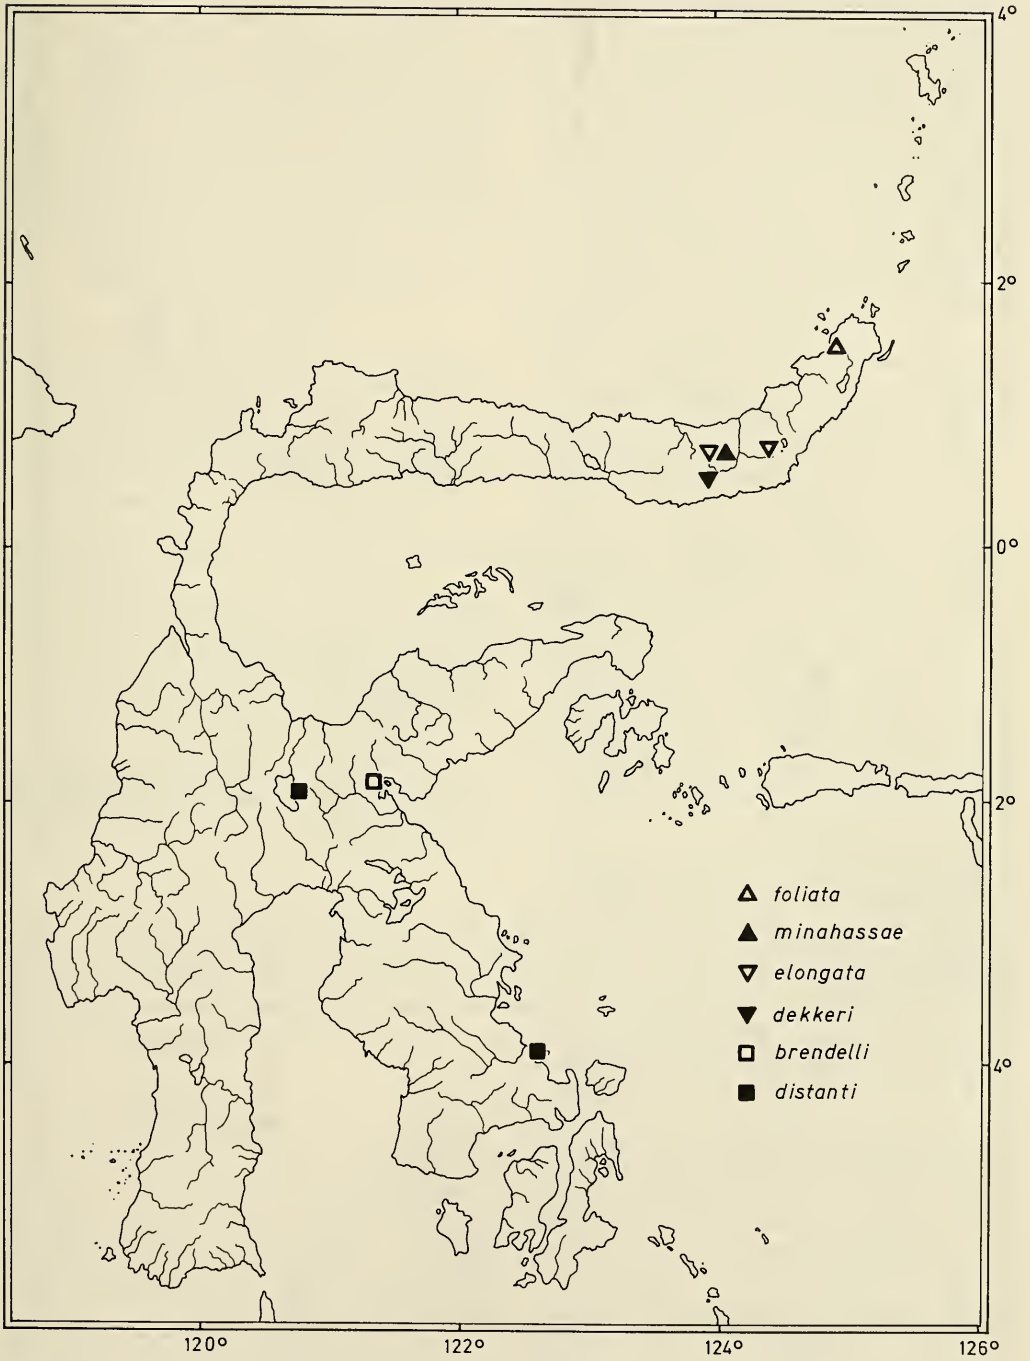 4°
2°
0°
2°
foliata
minahassae
elongata
dekkeri
brendelli
4°
distanti
120°
122°
124°
126°